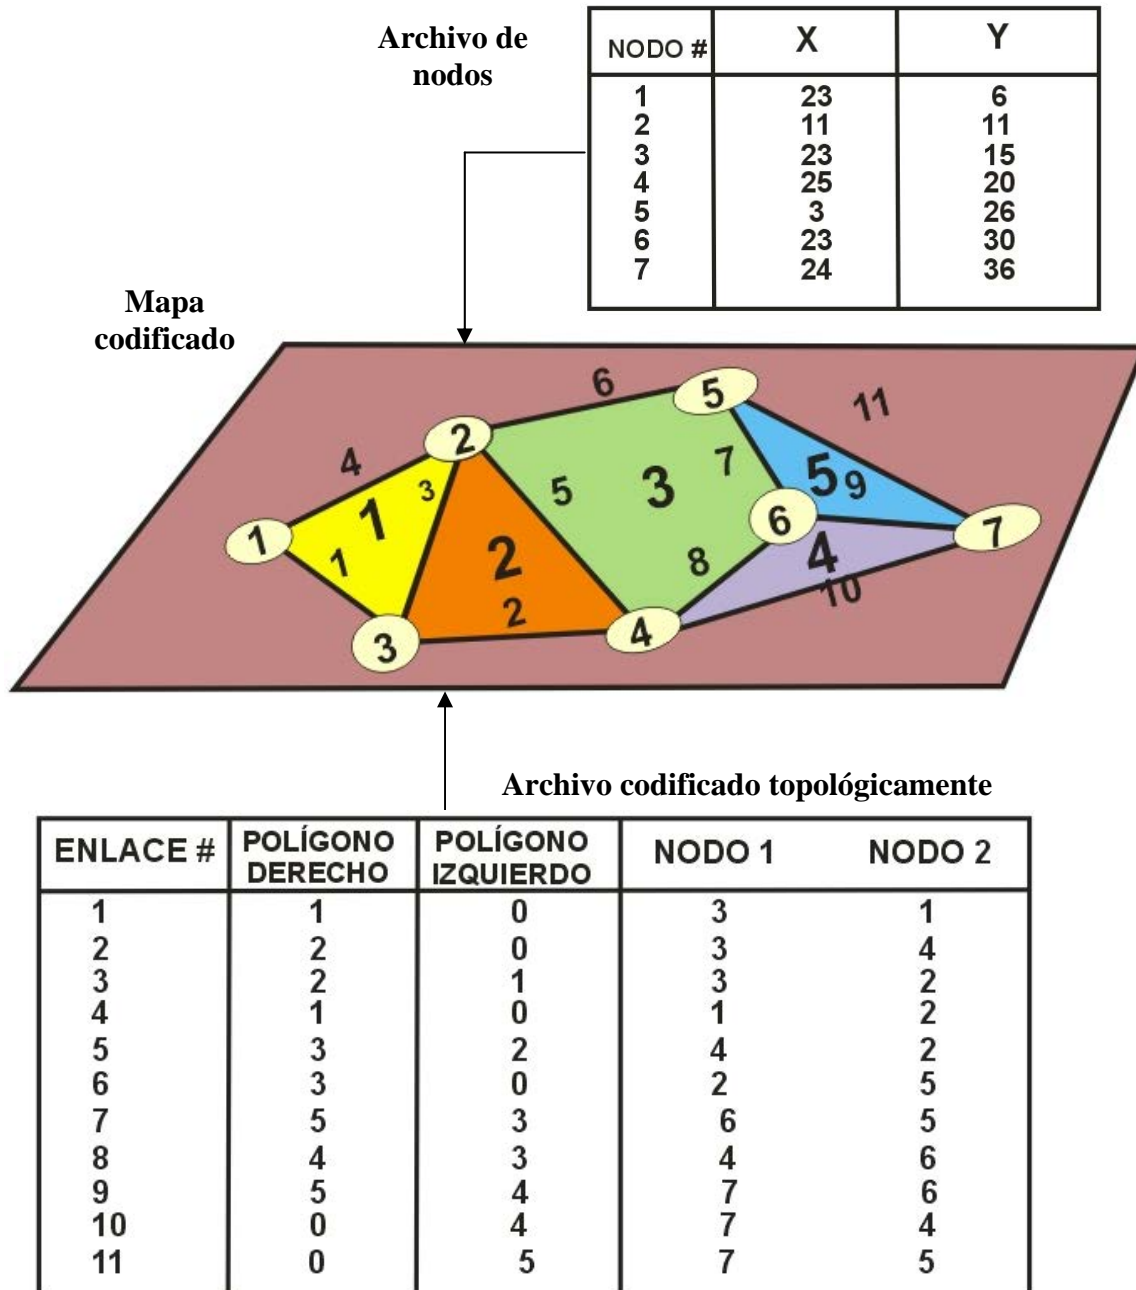 Archivo de
nodos
NODO # X Y
1 23 6
2 11 11
3 23 15
4 25 20
5 3 26
6 23 30
7 24 36
Mapa
codificado
6
5
11
4
2
3
5
3
7
5
9
1
1
1
6
7
2
8
4
10
2
3
4
Archivo codificado topológicamente
ENLACE # POLÍGONO DERECHO POLÍGONO IZQUIERDO NODO 1 NODO 2
1 1 0 3 1
2 2 0 3 4
3 2 1 3 2
4 1 0 1 2
5 3 2 4 2
6 3 0 2 5
7 5 3 6 5
8 4 3 4 6
9 5 4 7 6
10 0 4 7 4
11 0 5 7 5